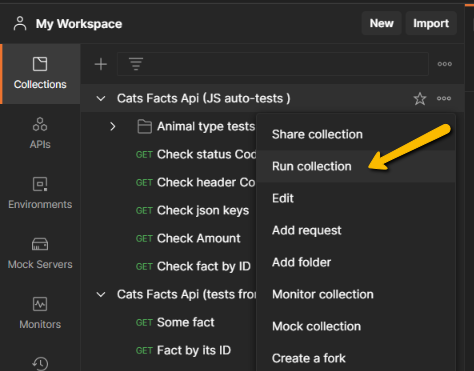 My Workspace
New
Import
Collections
APIs
Environments
Mock Servers
Monitors
Cats Facts Api (JS auto-tests )
Animal type tests
GET Check status Cod
GET Check header Co
GET Check json keys
GET Check Amount
GET Check fact by ID
Cats Facts Api (tests from
GET Some fact
GET Fact by its ID
Share collection
Run collection
Edit
Add request
Add folder
Monitor collection
Mock collection
Create a fork